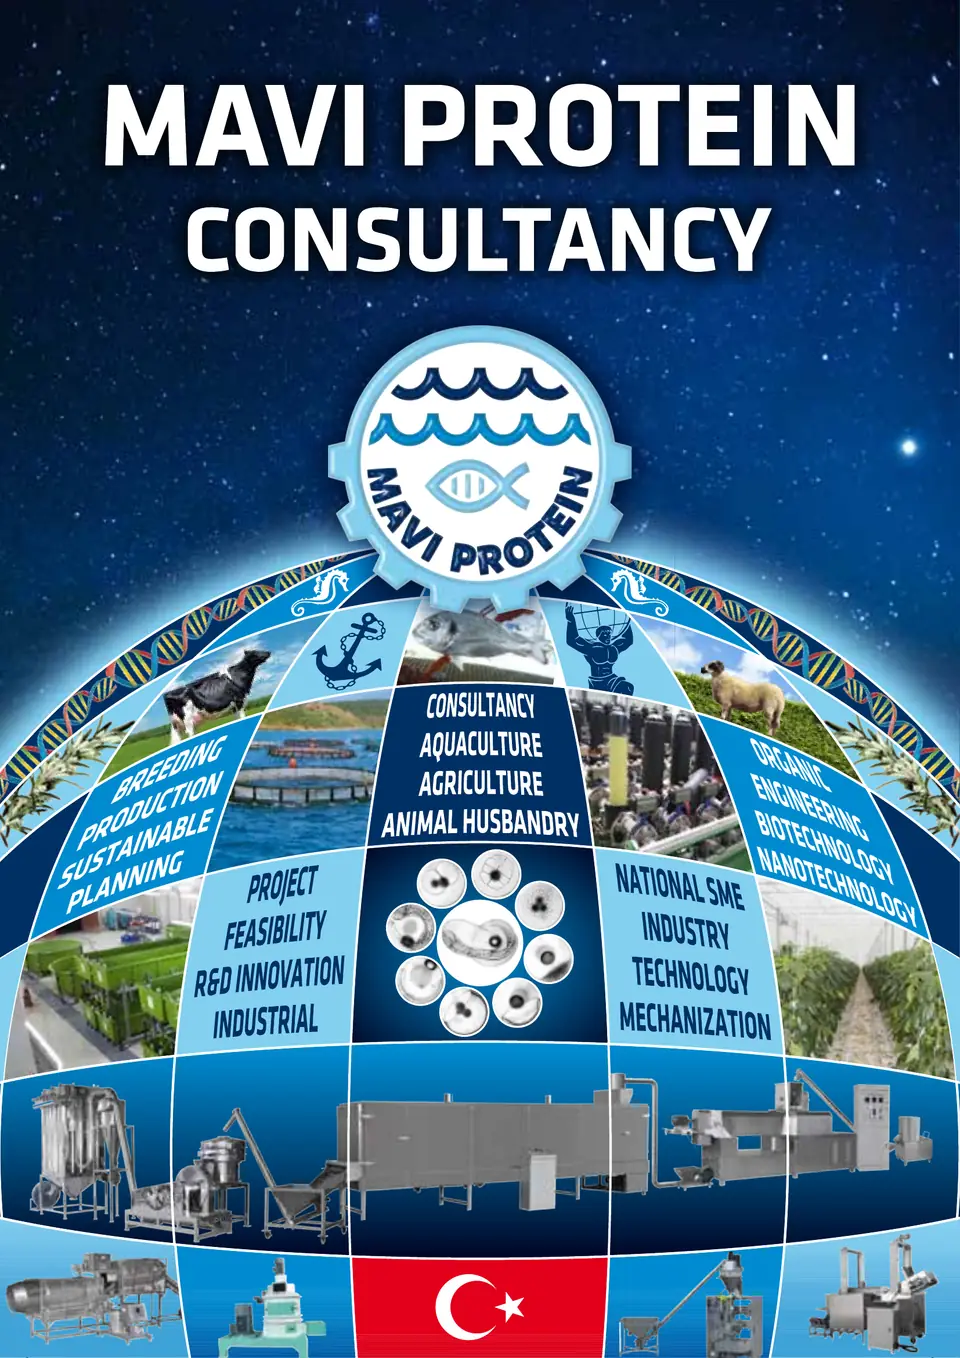 MAVI PROTEIN
CONSULTANCY
MAVI PROTEIN
CONSULTANCY
AQUACULTURE
AGRICULTURE
ANIMAL HUSBANDRY
BREEDING
PRODUCTION
SUSTAINABLE
PLANNING
ORGANIC
ENGINEERING
BIOTECHNOLOGY
NANOTECHNOLOGY
PROJECT
FEASIBILITY
R&D INNOVATION
INDUSTRIAL
NATIONAL SME
INDUSTRY
TECHNOLOGY
MECHANIZATION